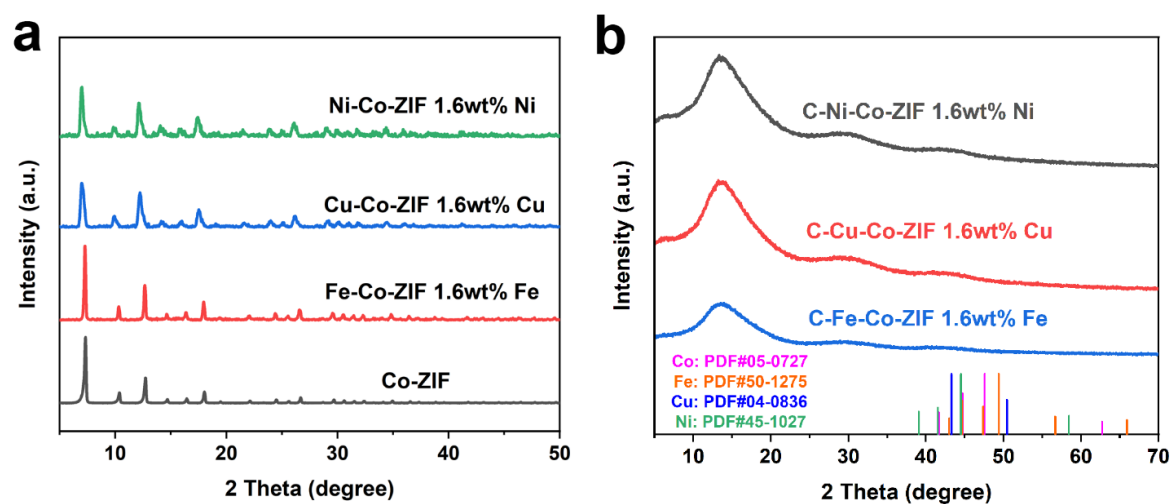 a
Ni-Co-ZIF 1.6wt% Ni
Cu-Co-ZIF 1.6wt% Cu
Fe-Co-ZIF 1.6wt% Fe
Co-ZIF
Intensity (a.u.)
10 20 30 40 50
2 Theta (degree)
b
C-Ni-Co-ZIF 1.6wt% Ni
C-Cu-Co-ZIF 1.6wt% Cu
C-Fe-Co-ZIF 1.6wt% Fe
Co: PDF#05-0727
Fe: PDF#50-1275
Cu: PDF#04-0836
Ni: PDF#45-1027
Intensity (a.u.)
10 20 30 40 50 60 70
2 Theta (degree)